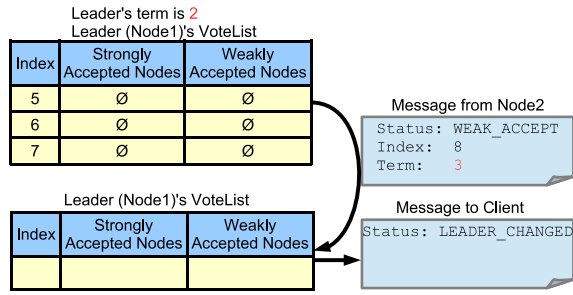 Leader's term is 2
Leader (Node1)'s VoteList
Index
Strongly
Accepted Nodes
Weakly
Accepted Nodes
5 Ø Ø
6 Ø Ø
7 Ø Ø
Message from Node2
Status: WEAK_ACCEPT
Index: 8
Term: 3
Leader (Node1)'s VoteList
Index
Strongly
Accepted Nodes
Weakly
Accepted Nodes
Message to Client
Status: LEADER_CHANGED